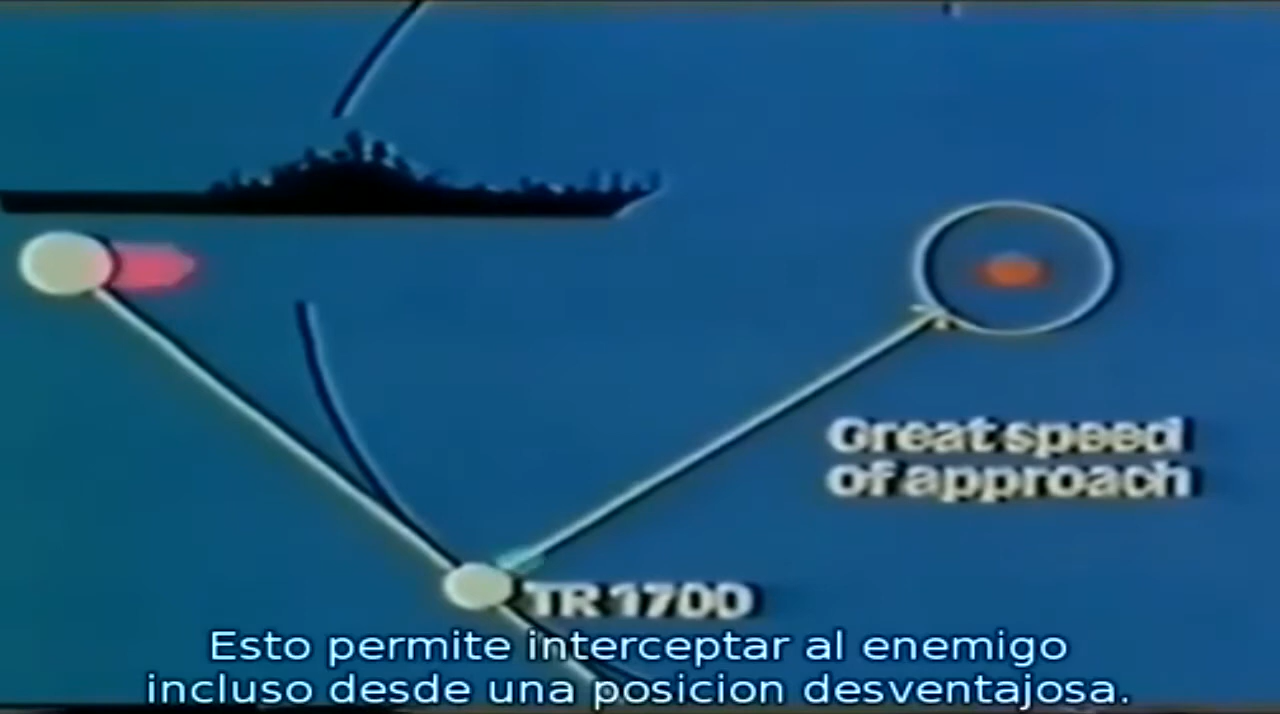 Great speed
of approach
TR 1700
Esto permite interceptar al enemigo
incluso desde una posicion desventajosa.